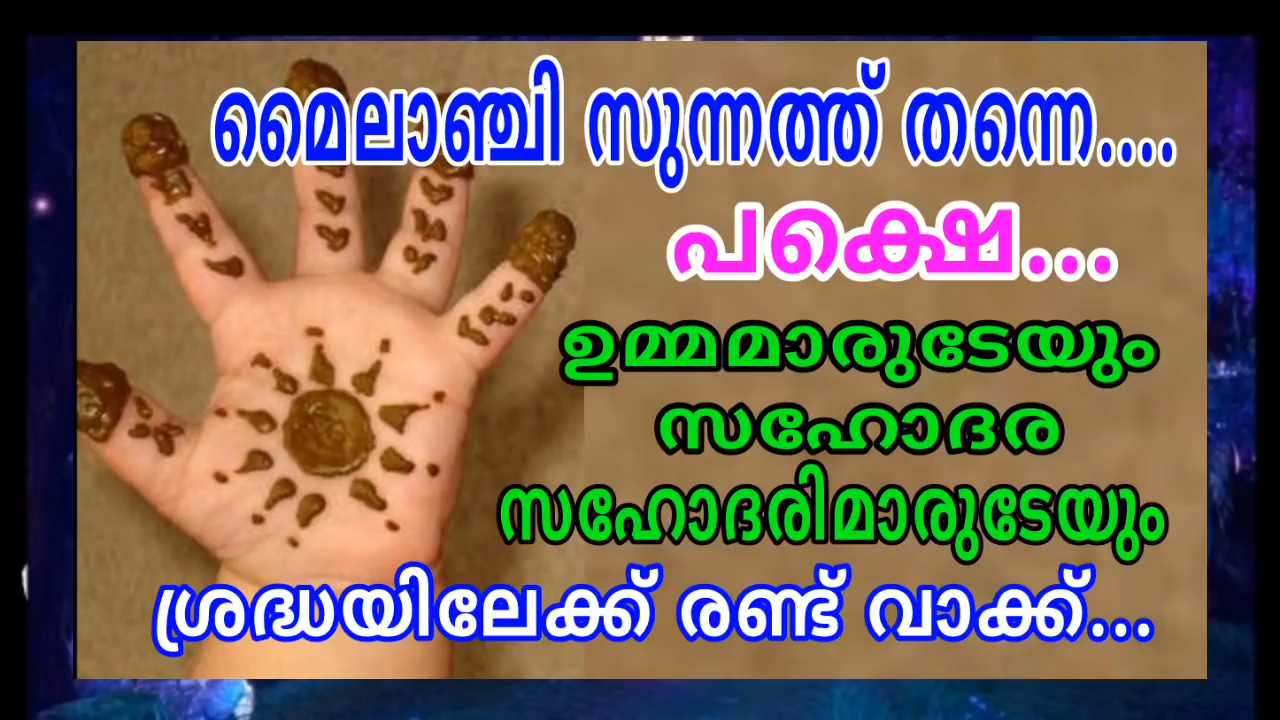 മൈലാഞ്ചി സുന്നത്ത് തന്നെ....
പക്ഷെ...
ഉമ്മമാരുടേയും
സഹോദര
സഹോദരിമാരുടേയും
ശ്രദ്ധയിലേക്ക് രണ്ട് വാക്ക്...